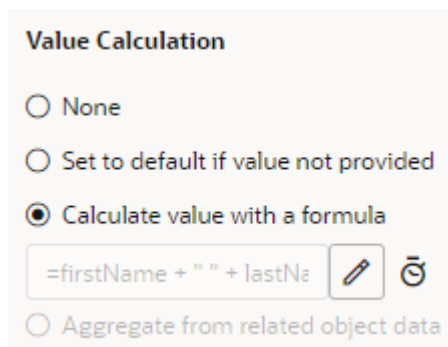 Value Calculation
None
Set to default if value not provided
Calculate value with a formula
=firstName + " " + lastNa
Aggregate from related object data